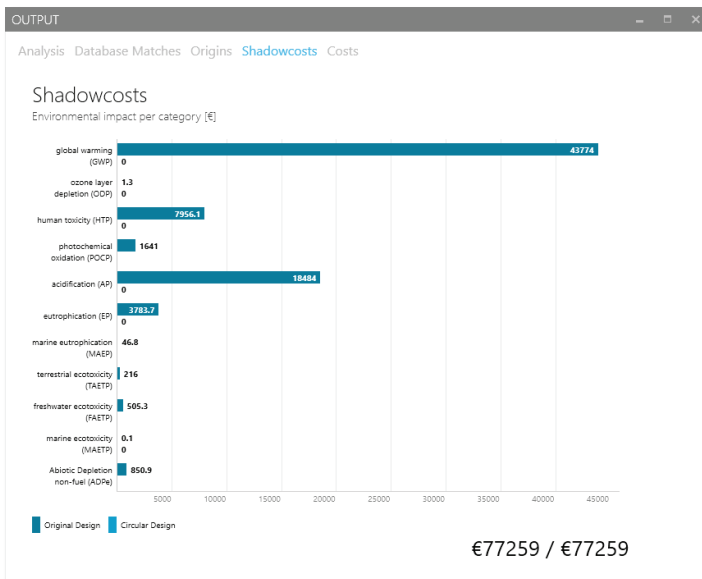 OUTPUT
Analysis Database Matches Origins Shadowcosts Costs
Shadowcosts
Environmental impact per category [€]
global warming
(GWP)
43774
0
ozone layer
depletion (ODP)
1.3
0
human toxicity (HTP)
7956.1
0
photochemical
oxidation (POCP)
1641
acidification (AP)
18484
0
eutrophication (EP)
3783.7
0
marine eutrophication
(MAEP)
46.8
terrestrial ecotoxicity
(TAETP)
216
freshwater ecotoxicity
(FAETP)
505.3
marine ecotoxicity
(MAETP)
0.1
0
Abiotic Depletion
non-fuel (ADPe)
850.9
5000 10000 15000 20000 25000 30000 35000 40000 45000
Original Design Circular Design
€77259 / €77259